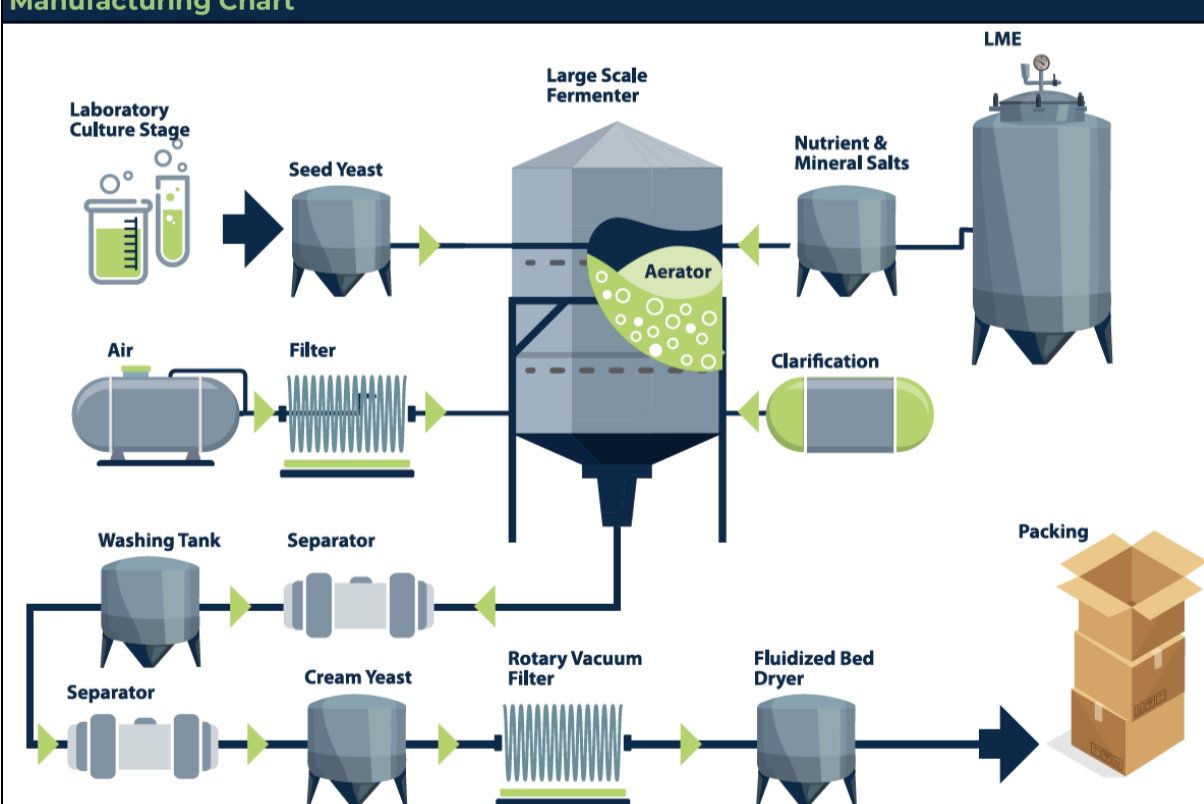 Manufacturing Chart
LME
Large Scale
Fermenter
Laboratory
Culture Stage
Nutrient &
Mineral Salts
Seed Yeast
Aerator
Air
Filter
Clarification
Packing
Washing Tank
Separator
Rotary Vacuum
Filter
Fluidized Bed
Dryer
Cream Yeast
Separator